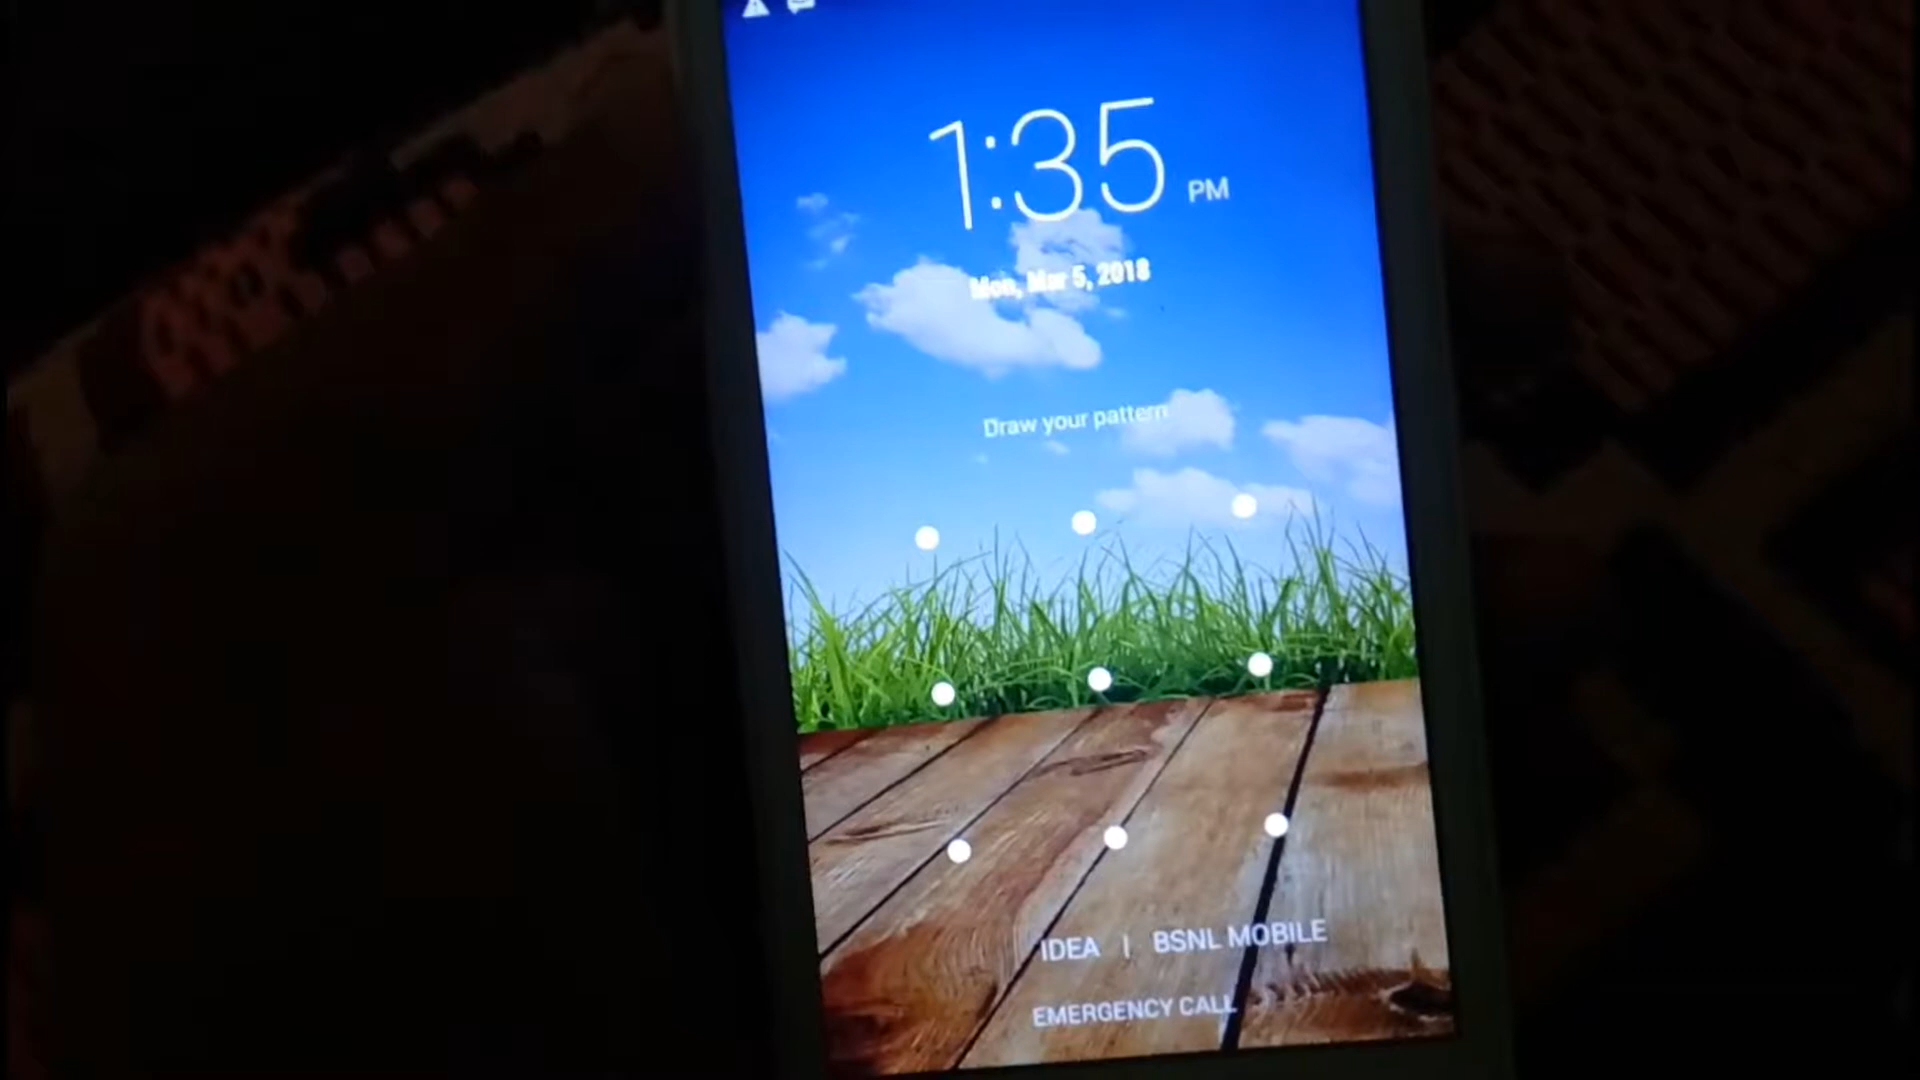 1:35 PM
Mon, Mar 5, 2018
Draw your pattern
IDEA | BSNL MOBILE
EMERGENCY CALL